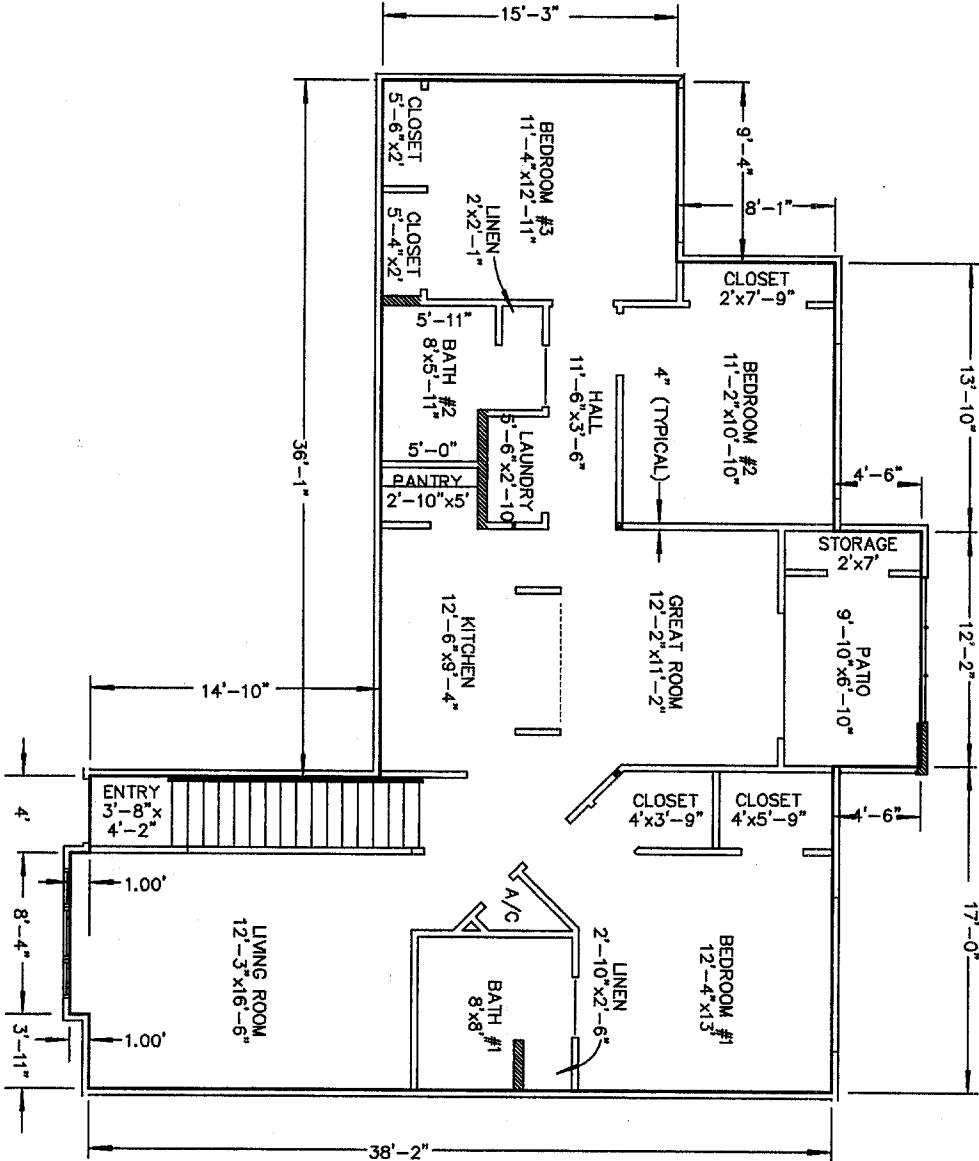 15'-3"
9'-4"
8'-1"
CLOSET
5'-6"x2'
BEDROOM #3
11'-4"x12'-11"
LINEN
2'x2'-1"
CLOSET
5'-4"x2'
CLOSET
2'x7'-9"
13'-10"
5'-11"
BATH #2
8'x5'-11"
5'-0"
HALL
11'-6"x3'-6"
4" (TYPICAL)
BEDROOM #2
11'-2"x10'-10"
36'-1"
LAUNDRY
5'-6"x2'-10"
PANTRY
2'-10"x5'
4'-6"
STORAGE
2'x7'
12'-2"
KITCHEN
12'-6"x9'-4"
GREAT ROOM
12'-2"x11'-2"
PATIO
9'-10"x6'-10"
14'-10"
4'
ENTRY
3'-8"x
4'-2"
CLOSET
4'x3'-9"
CLOSET
4'x5'-9"
4'-6"
17'-0"
1.00'
8'-4"
A/C
LIVING ROOM
12'-3"x16'-6"
LINEN
2'-10"x2'-6"
BEDROOM #1
12'-4"x13'
BATH #1
8'x8'
1.00'
3'-11"
38'-2"